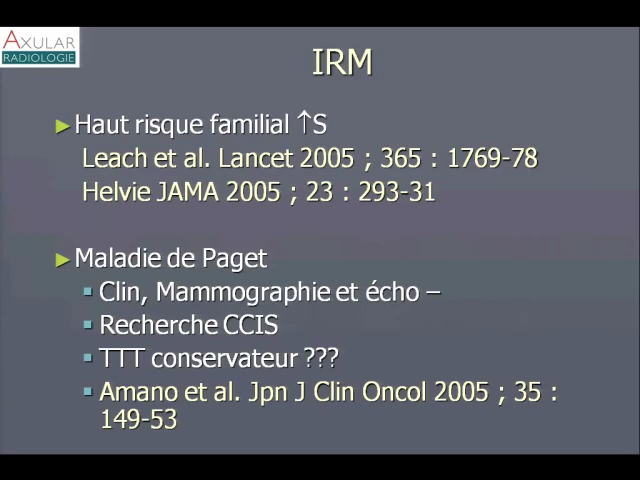 AXULAR
RADIOLOGIE
IRM
►Haut risque familial ↑S
Leach et al. Lancet 2005 ; 365 : 1769-78
Helvie JAMA 2005 ; 23 : 293-31
►Maladie de Paget
▪ Clin, Mammographie et écho –
▪ Recherche CCIS
▪ TTT conservateur ???
▪ Amano et al. Jpn J Clin Oncol 2005 ; 35 :
149-53